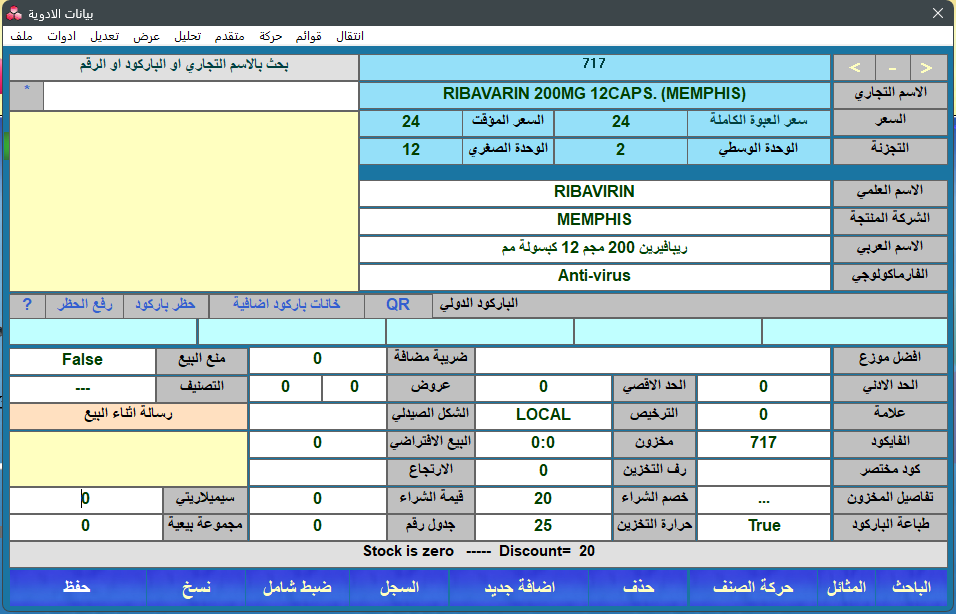 بيانات الادوية
ملف ادوات تعديل عرض تحليل متقدم حركة قوائم انتقال
بحث بالاسم التجاري او الباركود او الرقم
717
< - >
*
الاسم التجاري RIBAVARIN 200MG 12CAPS. (MEMPHIS)
السعر سعر العبوة الكاملة 24 السعر المؤقت 24
التجزئة الوحدة الوسطي 2 الوحدة الصغري 12
الاسم العلمي RIBAVIRIN
الشركة المنتجة MEMPHIS
الاسم العربي ريبافيرين 200 مجم 12 كبسولة مم
الفارماكولوجي Anti-virus
الباركود الدولي QR خانات باركود اضافية حظر باركود رفع الحظر ?
افضل موزع ضريبة مضافة 0 منع البيع False
الحد الادني 0 الحد الاقصي 0 عروض 0 0 التصنيف ---
علامة 0 الترخيص LOCAL الشكل الصيدلي رسالة اثناء البيع
الفايكود 717 مخزون 0:0 البيع الافتراضي 0
كود مختصر رف التخزين 0 الارتجاع
تفاصيل المخزون ... خصم الشراء 20 قيمة الشراء 0 سيميلاريتي 0
طباعة الباركود True حرارة التخزين 25 جدول رقم 0 مجموعة بيعية 0
Stock is zero ----- Discount= 20
الباحث المثائل حركة الصنف حذف اضافة جديد السجل ضبط شامل نسخ حفظ